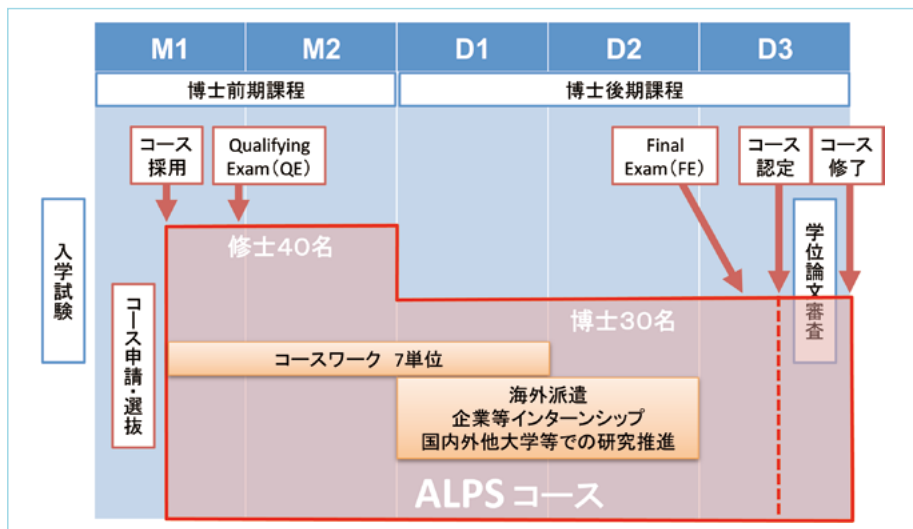 M1
M2
D1
D2
D3
博士前期課程
博士後期課程
コース
採用
Qualifying
Exam(QE)
Final
Exam(FE)
コース
認定
コース
修了
入学試験
コース申請・選抜
修士40名
博士30名
学位論文審査
コースワーク 7単位
海外派遣
企業等インターンシップ
国内外他大学等での研究推進
ALPS コース